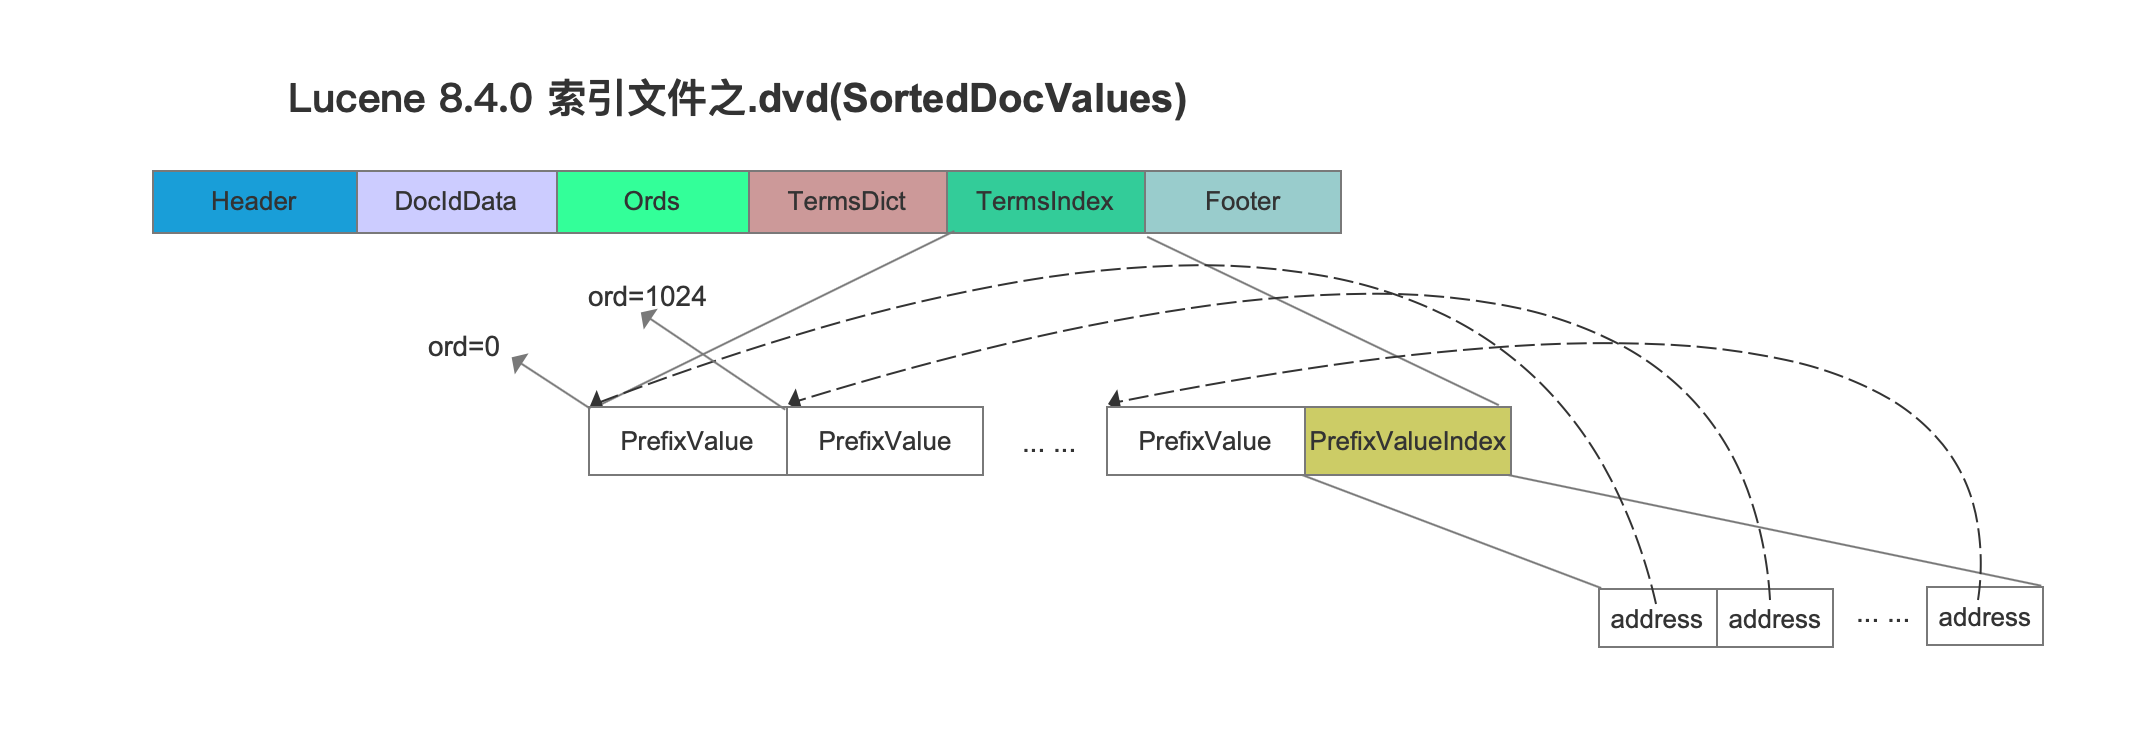 Lucene 8.4.0 索引文件之.dvd(SortedDocValues)
Header DocIdData Ords TermsDict TermsIndex Footer
ord=1024
ord=0
PrefixValue PrefixValue ... ... PrefixValue PrefixValueIndex
address address ... ... address